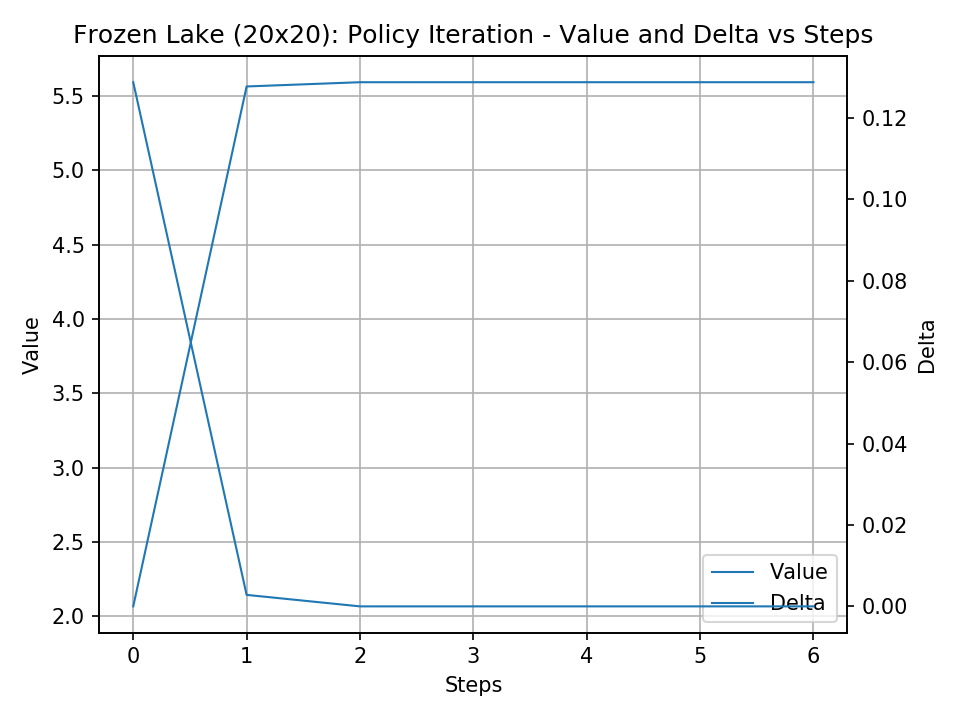 Frozen Lake (20x20): Policy Iteration - Value and Delta vs Steps
5.5
5.0
4.5
4.0
3.5
3.0
2.5
2.0
Value
0.12
0.10
0.08
0.06
0.04
0.02
0.00
Delta
Value
Delta
0 1 2 3 4 5 6
Steps